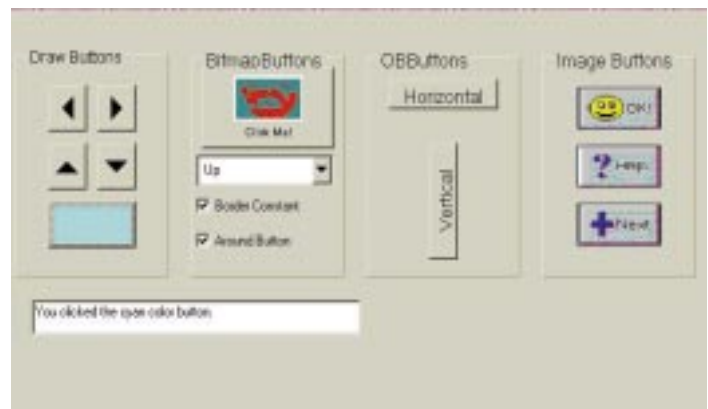 Draw Buttons
BitmapButtons
Click Me!
Up
Border Constant
Around Button
OBButtons
Horizontal
Vertical
Image Buttons
OK!
Help
Next
You clicked the cyan color button.